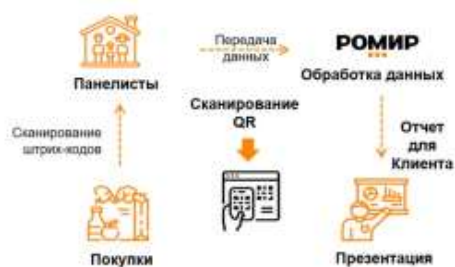 Передача
данных
РОМИР
Панелисты
Обработка данных
Сканирование
QR
Сканирование
штрих-кодов
Отчет
для
Клиента
Покупки
Презентация